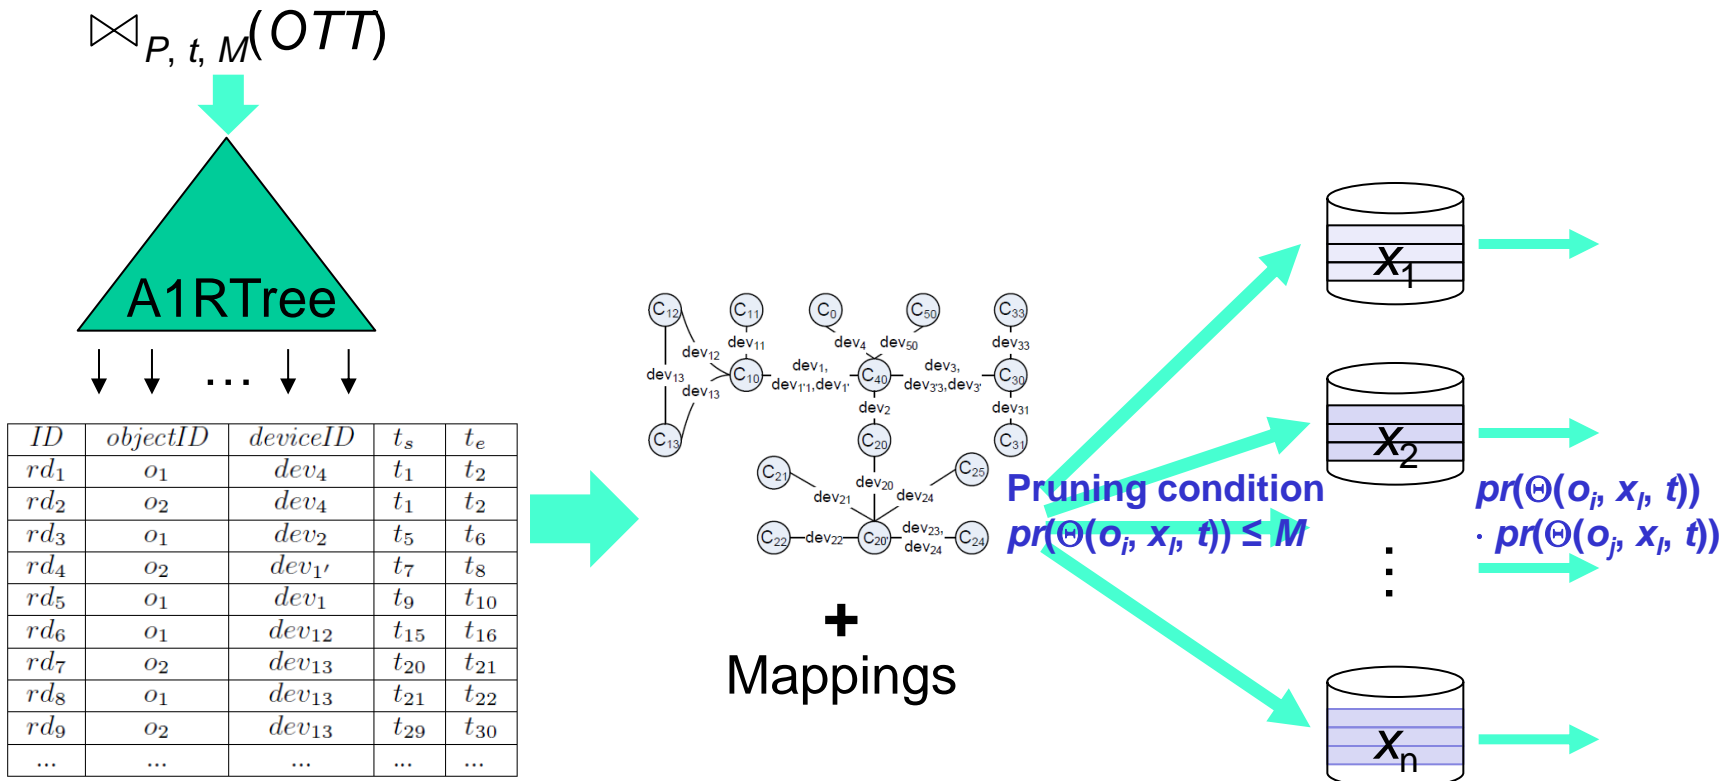 ⋈P, t, M(OTT)
A1RTree
...
ID objectID deviceID ts te
rd1 o1 dev4 t1 t2
rd2 o2 dev4 t1 t2
rd3 o1 dev2 t5 t6
rd4 o2 dev1' t7 t8
rd5 o1 dev1 t9 t10
rd6 o1 dev12 t15 t16
rd7 o2 dev13 t20 t21
rd8 o1 dev13 t21 t22
rd9 o2 dev13 t29 t30
... ... ... ... ...
C12 C11 C0 C50 C33
dev11 dev4 dev50 dev33
dev12
dev13 C10 dev1, C40 dev3, C30
dev1'1,dev1' dev3'3,dev3'
dev13
dev2 dev31
C13 C20 C31
C21 dev20 C25
dev21 dev24
C22 dev22 C20' dev23, C24
dev24
+
Mappings
Pruning condition
pr(Θ(oi, xl, t)) ≤ M
x1
x2
⋮
xn
pr(Θ(oi, xl, t))
· pr(Θ(oj, xl, t))